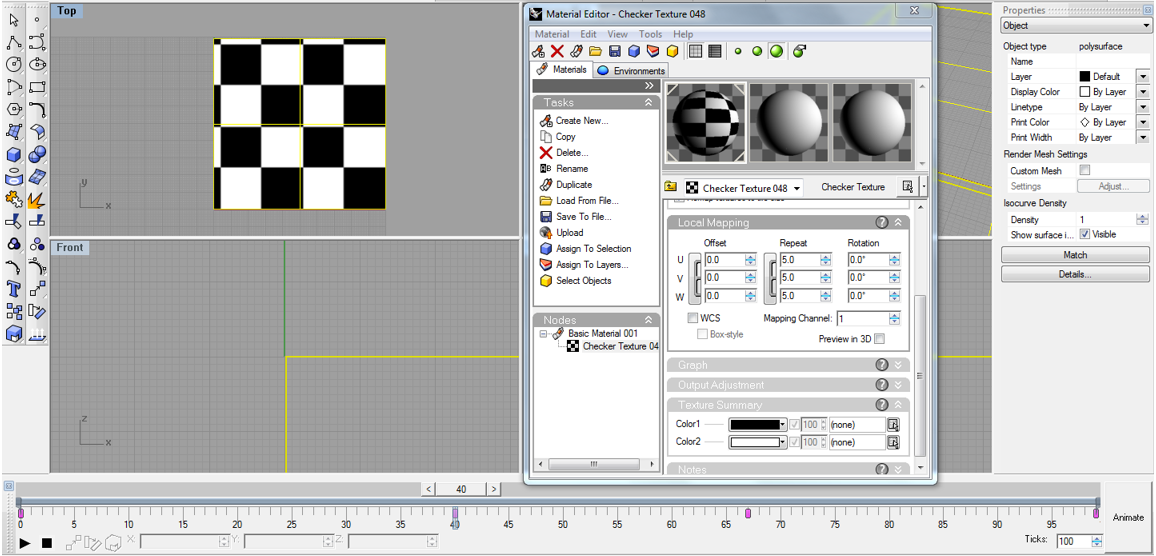 Top
Material Editor - Checker Texture 048
Material Edit View Tools Help
Materials Environments
Tasks
Create New...
Copy
Delete...
Rename
Duplicate
Load From File...
Save To File...
Upload
Assign To Selection
Assign To Layers...
Select Objects
Nodes
Basic Material 001
Checker Texture 04
Checker Texture 048 Checker Texture
Local Mapping
Offset Repeat Rotation
U 0.0 5.0 0.0°
V 0.0 5.0 0.0°
W 0.0 5.0 0.0°
WCS Mapping Channel: 1
Box-style
Preview in 3D
Graph
Output Adjustment
Texture Summary
Color1 100 (none)
Color2 100 (none)
Notes
Properties
Object
Object type polysurface
Name
Layer Default
Display Color By Layer
Linetype By Layer
Print Color By Layer
Print Width By Layer
Render Mesh Settings
Custom Mesh
Settings Adjust...
Isocurve Density
Density 1
Show surface i... Visible
Match
Details...
y
x
Front
z
x
< 40 >
0 5 10 15 20 25 30 35 40 45 50 55 60 65 70 75 80 85 90 95
Animate
X: Y: Z:
Ticks: 100